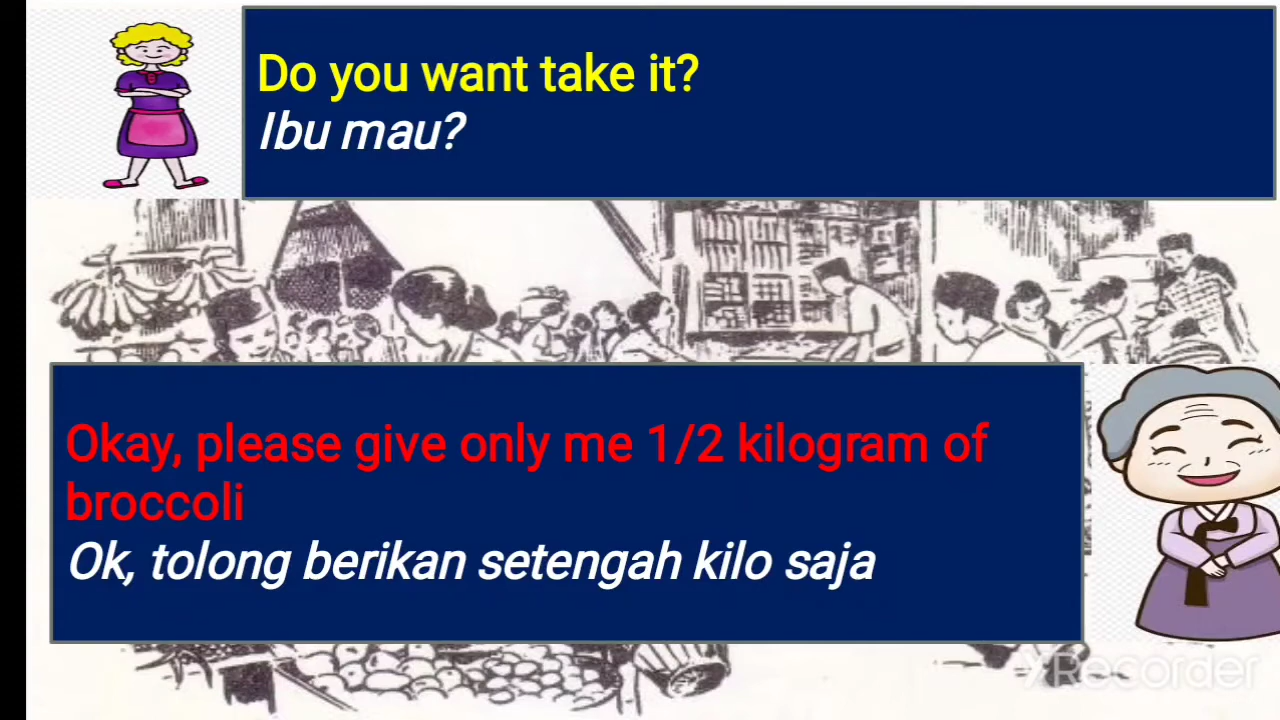 Do you want take it?
Ibu mau?
Okay, please give only me 1/2 kilogram of
broccoli
Ok, tolong berikan setengah kilo saja
XRecorder